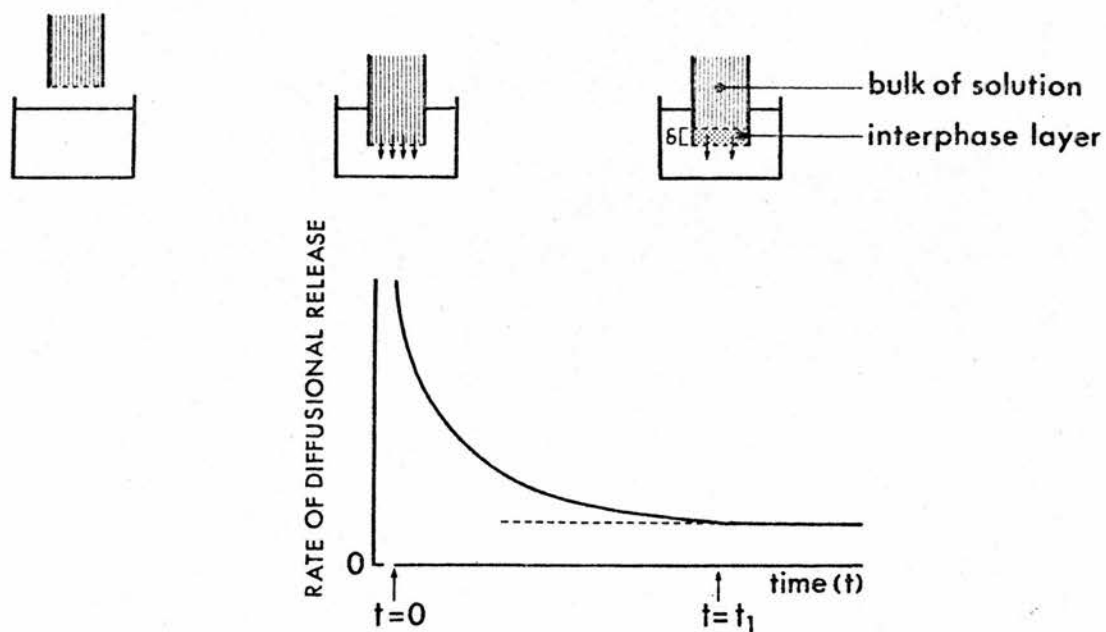 bulk of solution
δ
interphase layer
RATE OF DIFFUSIONAL RELEASE
0
time (t)
t=0
t=t₁